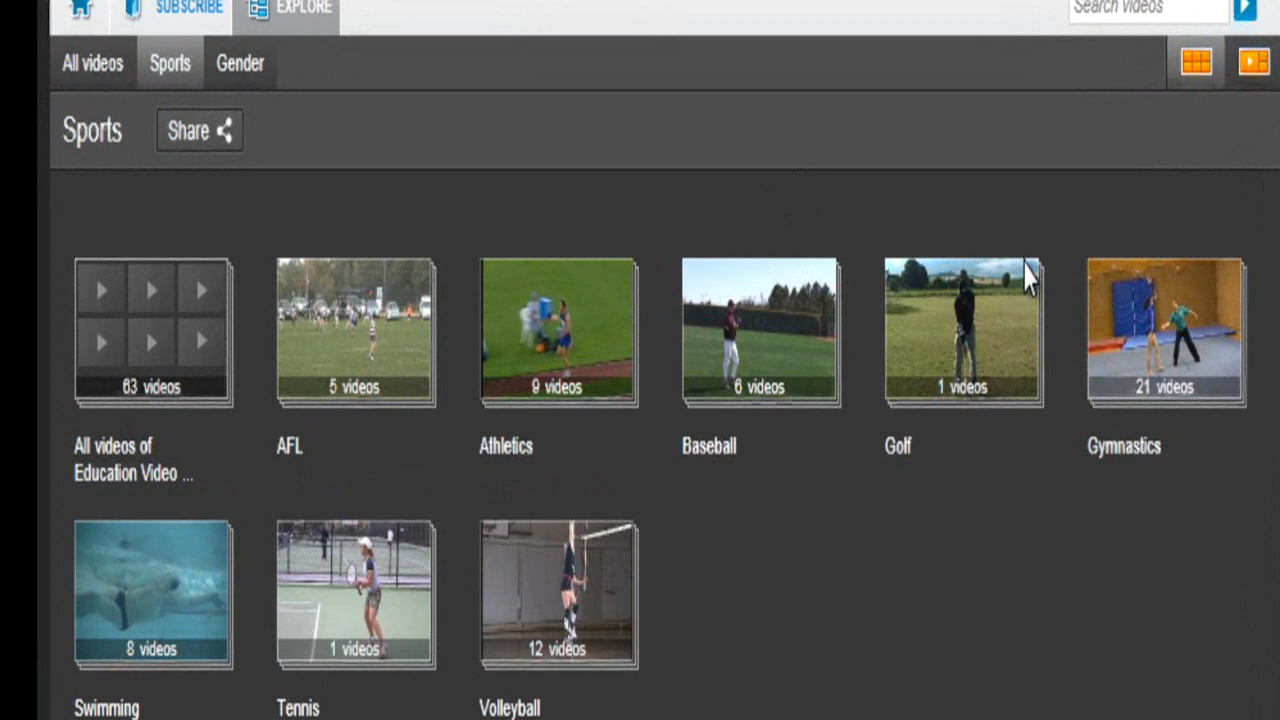 SUBSCRIBE
EXPLORE
Search videos
All videos
Sports
Gender
Sports
Share
63 videos
5 videos
9 videos
6 videos
1 videos
21 videos
All videos of
Education Video ...
AFL
Athletics
Baseball
Golf
Gymnastics
8 videos
1 videos
12 videos
Swimming
Tennis
Volleyball